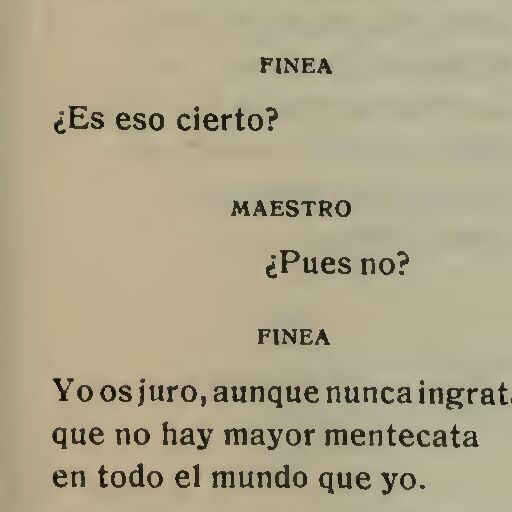 FINEA
¿Es eso cierto?
MAESTRO
¿Pues no?
FINEA
Yo os juro, aunque nunca
que no hay mayor mentecata
en todo el mundo que yo.